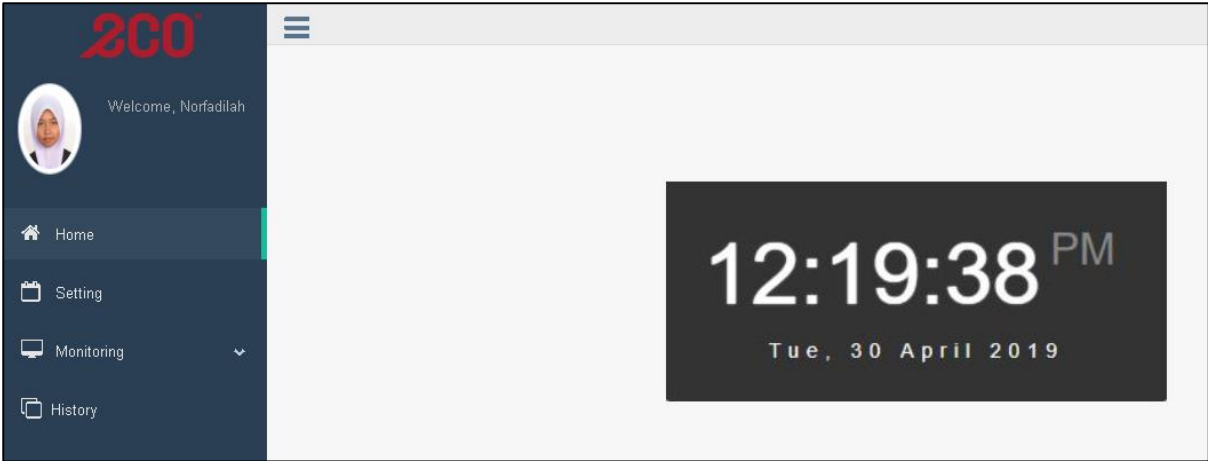 2CO
Welcome, Norfadilah
Home
Setting
Monitoring
History
12:19:38 PM
Tue, 30 April 2019